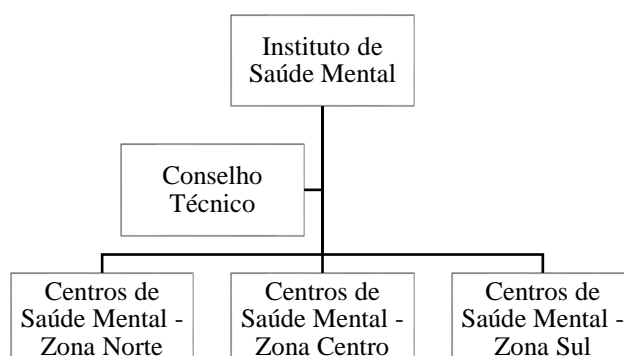 Instituto de
Saúde Mental
Conselho
Técnico
Centros de
Saúde Mental -
Zona Norte
Centros de
Saúde Mental -
Zona Centro
Centros de
Saúde Mental -
Zona Sul